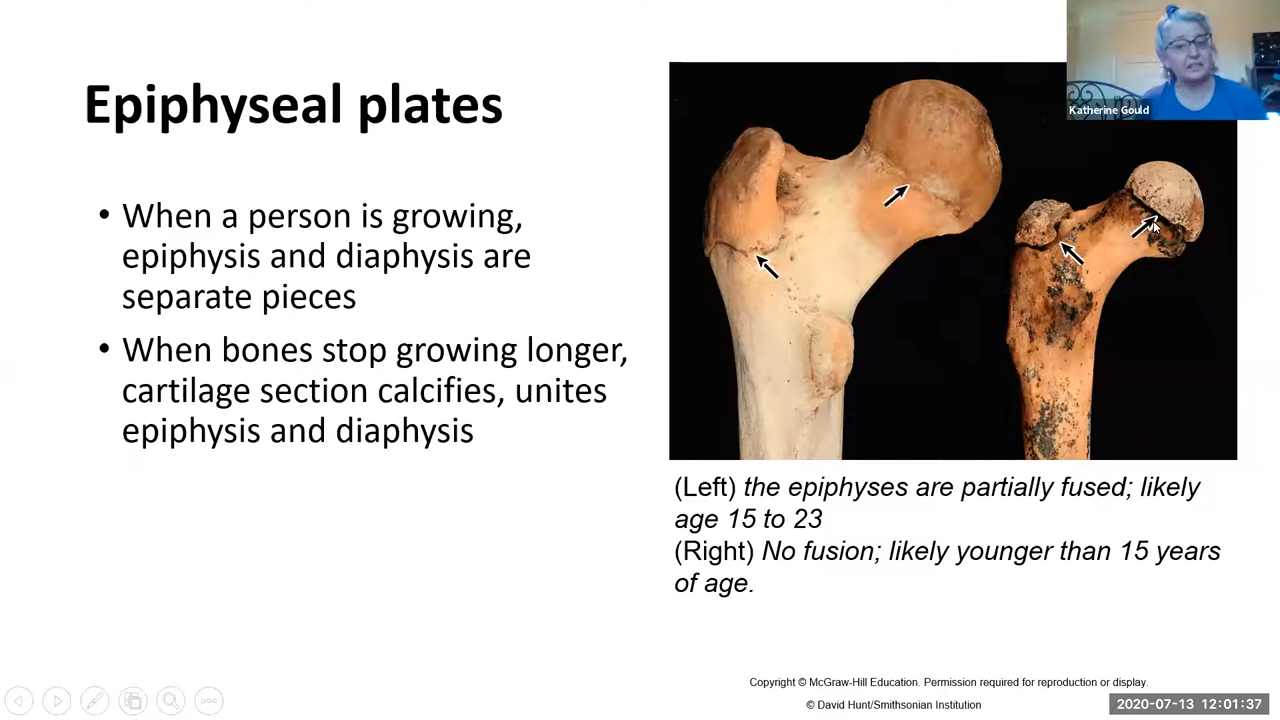 Epiphyseal plates
• When a person is growing,
epiphysis and diaphysis are
separate pieces
• When bones stop growing longer,
cartilage section calcifies, unites
epiphysis and diaphysis
Katherine Gould
(Left) the epiphyses are partially fused; likely
age 15 to 23
(Right) No fusion; likely younger than 15 years
of age.
Copyright © McGraw-Hill Education. Permission required for reproduction or display.
© David Hunt/Smithsonian Institution
2020-07-13 12:01:37